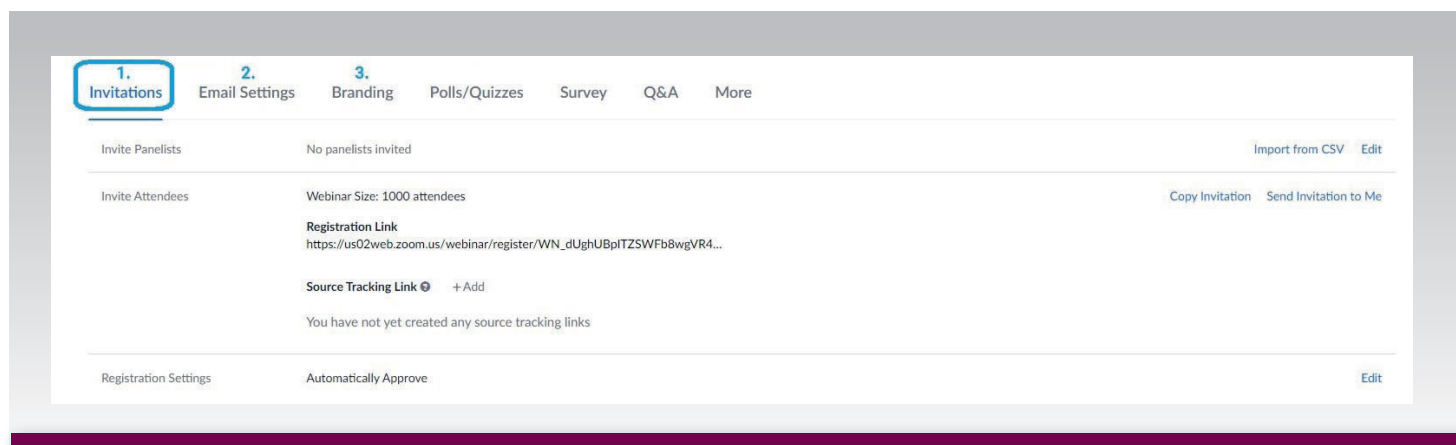 1. 2. 3.
Invitations Email Settings Branding Polls/Quizzes Survey Q&A More
Invite Panelists No panelists invited Import from CSV Edit
Invite Attendees Webinar Size: 1000 attendees Copy Invitation Send Invitation to Me
Registration Link
https://us02web.zoom.us/webinar/register/WN_dUghUBpITZSWFb8wgVR4...
Source Tracking Link +Add
You have not yet created any source tracking links
Registration Settings Automatically Approve Edit